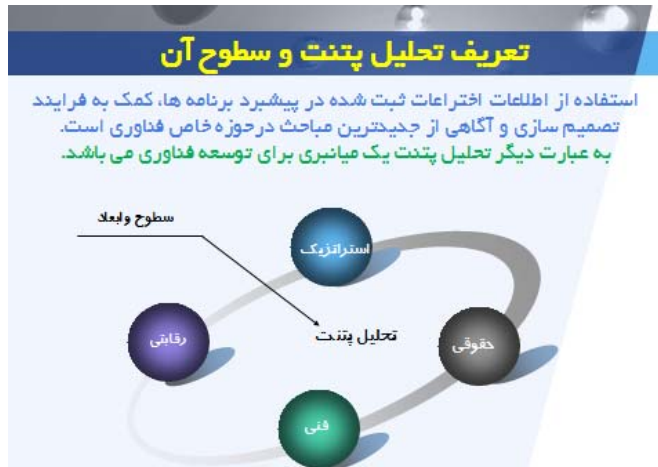 تعریف تحلیل پتنت و سطوح آن
استفاده از اطلاعات اختراعات ثبت شده در پیشبرد برنامه ها، کمک به فرایند
تصمیم سازی و آگاهی از جدیدترین مباحث درحوزه خاص فناوری است.
به عبارت دیگر تحلیل پتنت یک میانبری برای توسعه فناوری می باشد.
سطوح وابعاد
استراتژیک
رقابتی
تحلیل پتنت
حقوقی
فنی